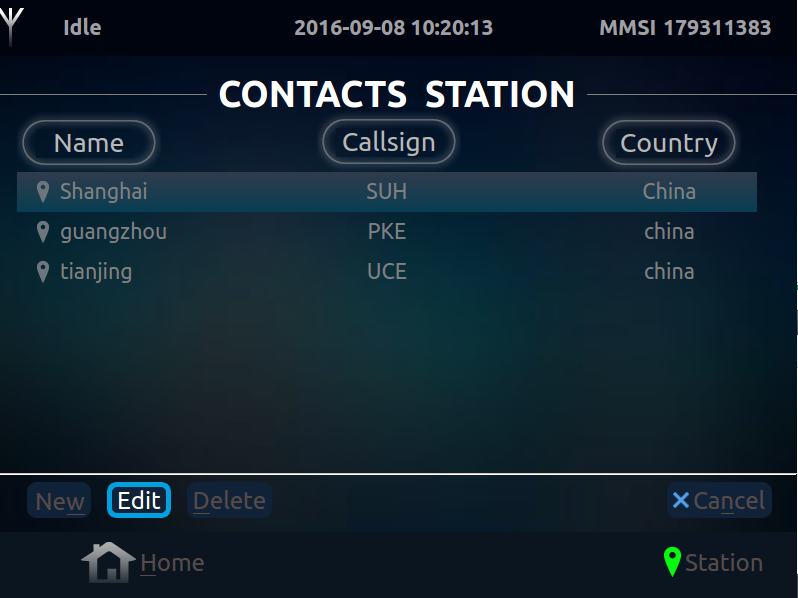 Idle 2016-09-08 10:20:13 MMSI 179311383
CONTACTS STATION
Name Callsign Country
Shanghai SUH China
guangzhou PKE china
tianjing UCE china
New Edit Delete Cancel
Home Station